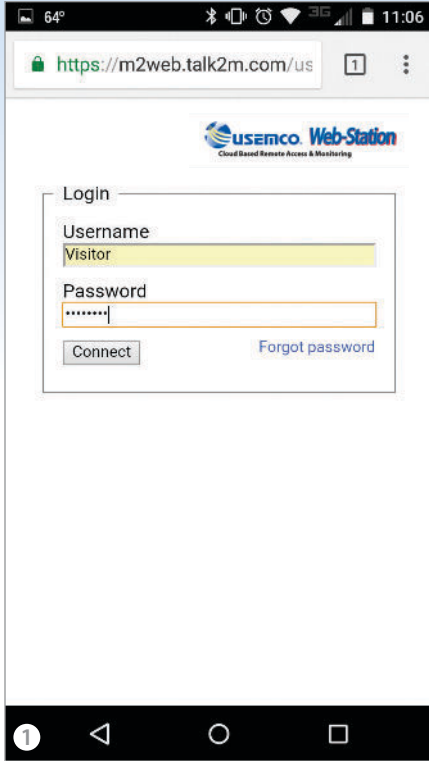 64° 3G 11:06
https://m2web.talk2m.com/us 1
USEMCO. Web-Station
Cloud Based Remote Access & Monitoring
Login
Username
Visitor
Password
••••••••
Connect Forgot password
1